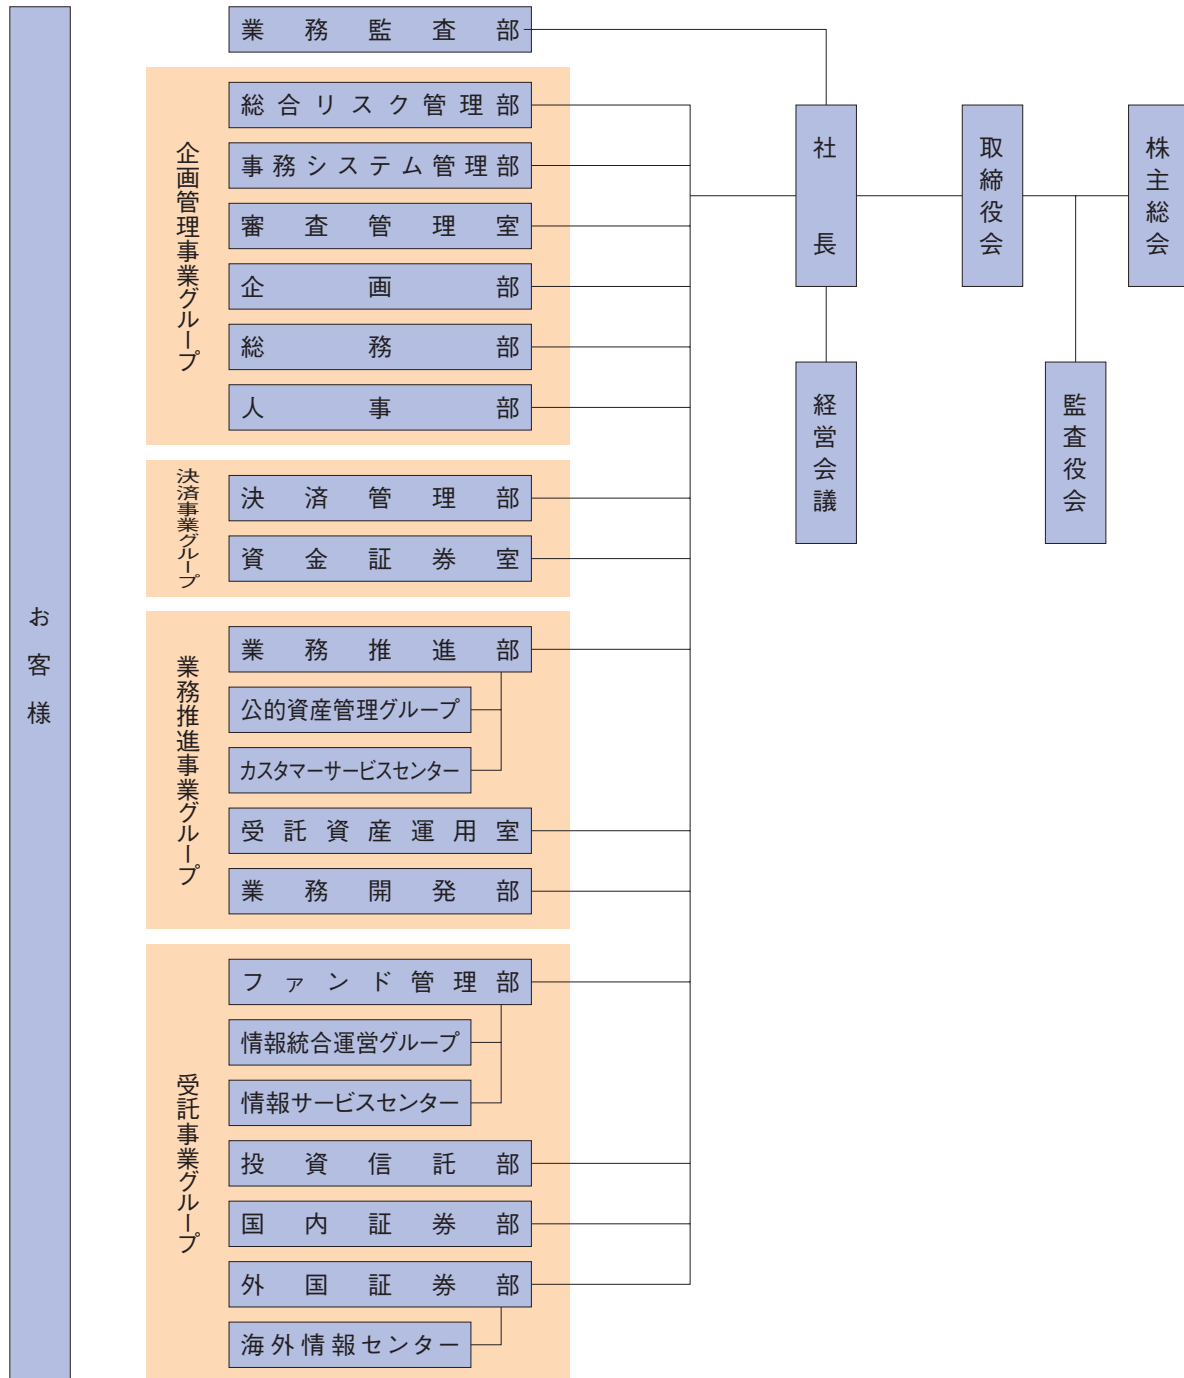 お客様
業務監査部
企画管理事業グループ
総合リスク管理部
事務システム管理部
審査管理室
企画部
総務部
人事部
決済事業グループ
決済管理部
資金証券室
業務推進事業グループ
業務推進部
公的資産管理グループ
カスタマーサービスセンター
受託資産運用室
業務開発部
受託事業グループ
ファンド管理部
情報統合運営グループ
情報サービスセンター
投資信託部
国内証券部
外国証券部
海外情報センター
社長
経営会議
取締役会
監査役会
株主総会